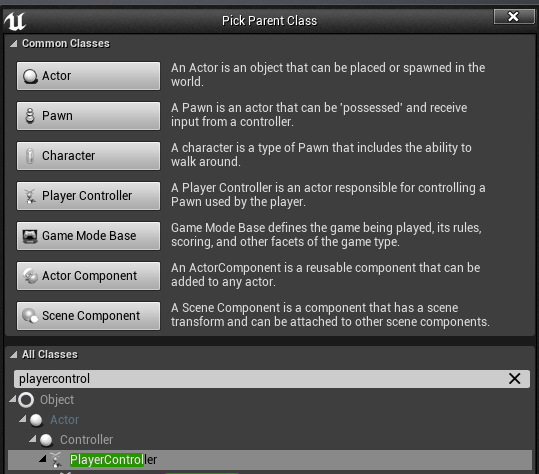 Pick Parent Class
Common Classes
Actor
An Actor is an object that can be placed or spawned in the
world.
Pawn
A Pawn is an actor that can be 'possessed' and receive
input from a controller.
Character
A character is a type of Pawn that includes the ability to
walk around.
Player Controller
A Player Controller is an actor responsible for controlling a
Pawn used by the player.
Game Mode Base
Game Mode Base defines the game being played, its rules,
scoring, and other facets of the game type.
Actor Component
An ActorComponent is a reusable component that can be
added to any actor.
Scene Component
A Scene Component is a component that has a scene
transform and can be attached to other scene components.
All Classes
playercontrol
Object
Actor
Controller
PlayerController